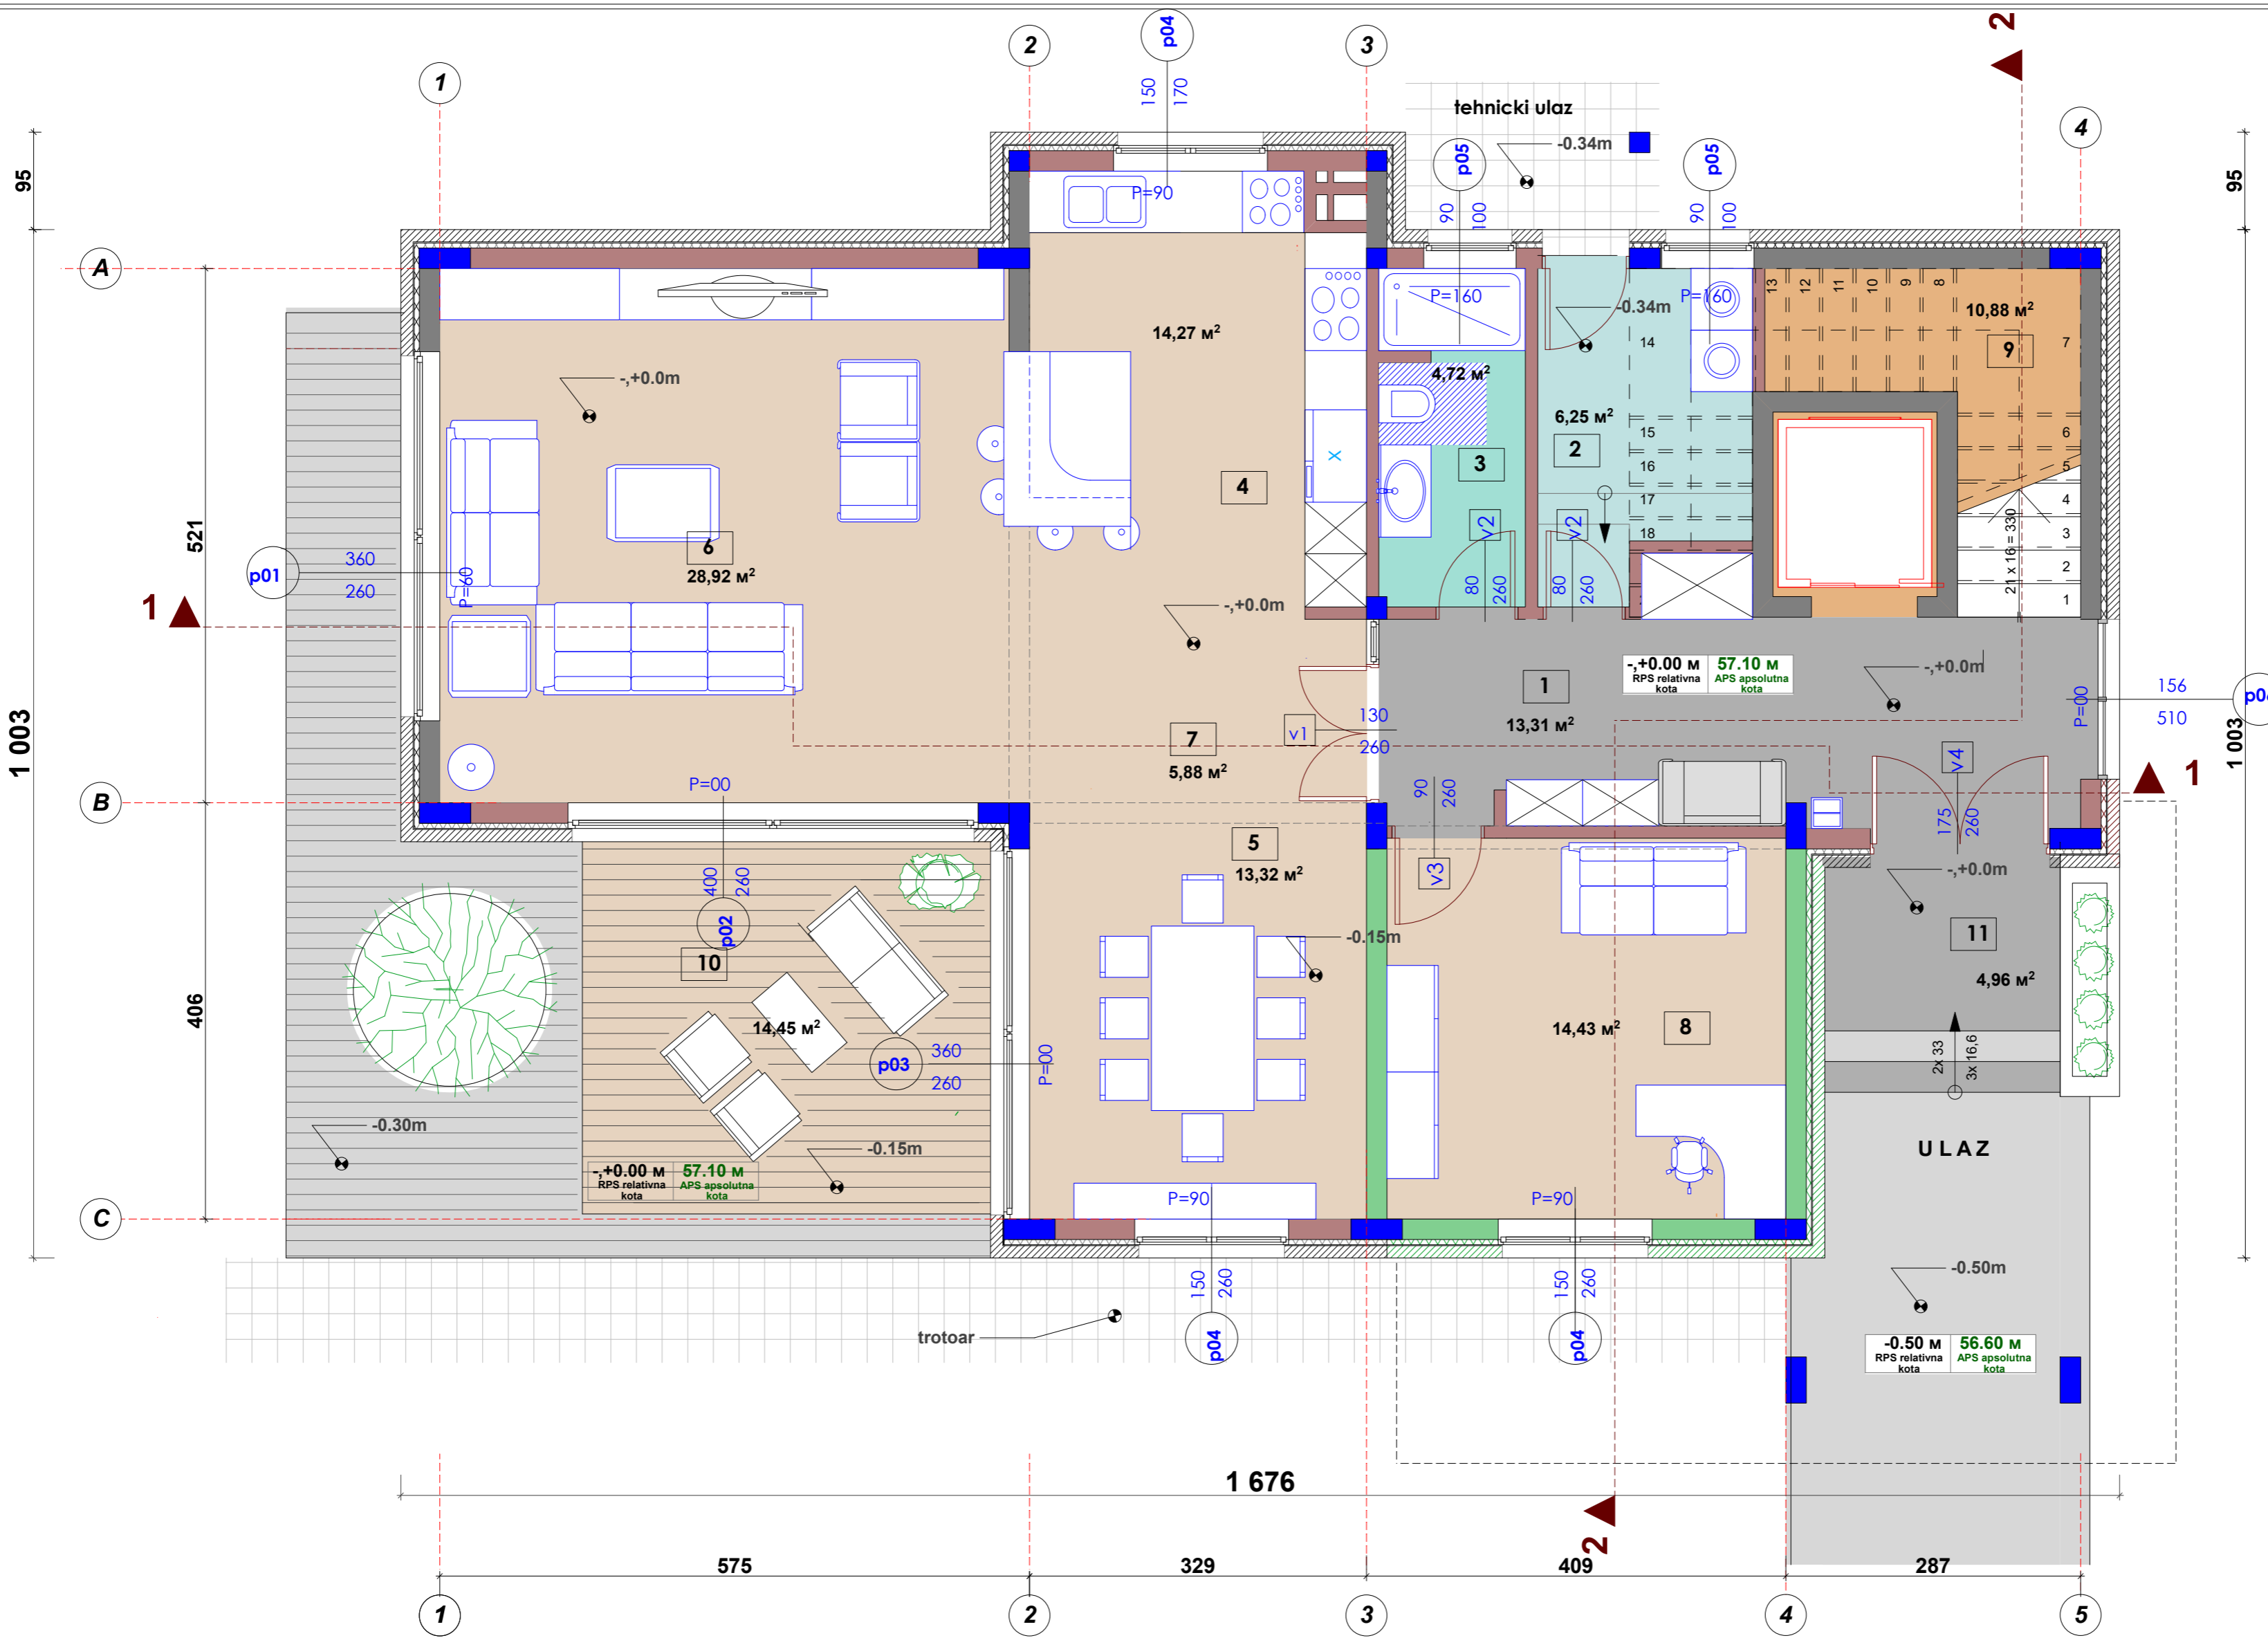 2
p04
2
3
1
150
170
tehnicki ulaz
4
-0.34m
95
95
p05
p05
P=90
90
100
90
100
A
P=160
P=160
-0.34m
13
12
11
10
9
8
10,88 м²
14,27 м²
14
9
7
-,+0.0m
4,72 м²
6,25 м²
15
6
2
3
X
16
5
4
17
4
521
v2
v2
18
3
6
28,92 м²
360
p01
260
P=60
21 x 16 = 330
2
80
260
80
260
1
1
-,+0.0m
-,+0.00 м
57.10 м
RPS relativna
kota
APS apsolutna
kota
-,+0.0m
1
156
p04
510
P=00
1 003
1 003
130
v1
260
13,31 м²
7
5,88 м²
v4
1
P=00
90
260
B
175
260
5
13,32 м²
v3
-,+0.0m
400
260
p02
10
-0.15m
11
4,96 м²
406
14,45 м²
14,43 м²
8
p03
360
260
P=00
2x 33
3x 16,6
-0.30m
-0.15m
ULAZ
-,+0.00 м
57.10 м
RPS relativna
kota
APS apsolutna
kota
P=90
P=90
C
-0.50m
150
260
150
260
trotoar
p04
p04
-0.50 м
56.60 м
RPS relativna
kota
APS apsolutna
kota
1 676
2
575
329
409
287
1
2
3
4
5